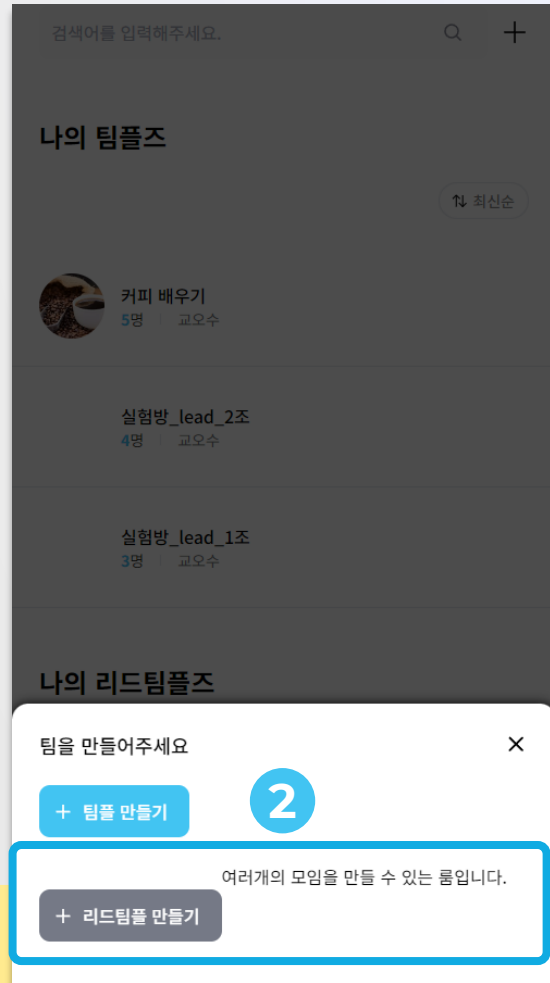 검색어를 입력해주세요.
나의 팀플즈
최신순
커피 배우기
5명 교오수
실험방_lead_2조
4명 교오수
실험방_lead_1조
3명 교오수
나의 리드팀플즈
팀을 만들어주세요
+ 팀플 만들기
2
여러개의 모임을 만들 수 있는 룸입니다.
+ 리드팀플 만들기